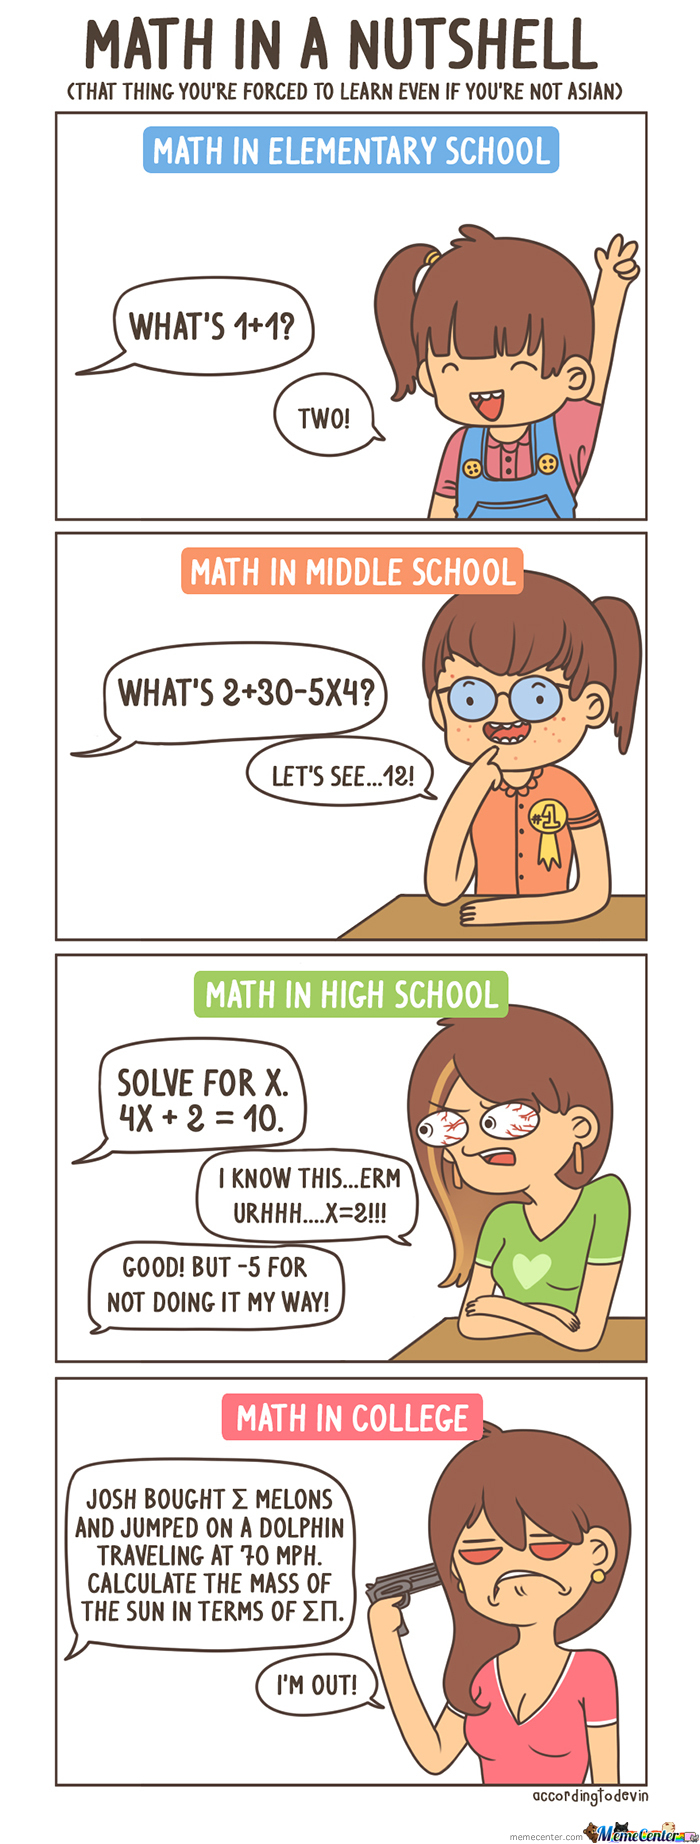 MATH IN A NUTSHELL
(THAT THING YOU'RE FORCED TO LEARN EVEN IF YOU'RE NOT ASIAN)
MATH IN ELEMENTARY SCHOOL
WHAT'S 1+1?
TWO!
MATH IN MIDDLE SCHOOL
WHAT'S 2+30-5X4?
LET'S SEE...12!
#1
MATH IN HIGH SCHOOL
SOLVE FOR X.
4X + 2 = 10.
I KNOW THIS...ERM
URHHH....X=2!!!
GOOD! BUT -5 FOR
NOT DOING IT MY WAY!
MATH IN COLLEGE
JOSH BOUGHT Σ MELONS
AND JUMPED ON A DOLPHIN
TRAVELING AT 70 MPH.
CALCULATE THE MASS OF
THE SUN IN TERMS OF ΣΠ.
I'M OUT!
accordingtodevin
memecenter.com MemeCenter